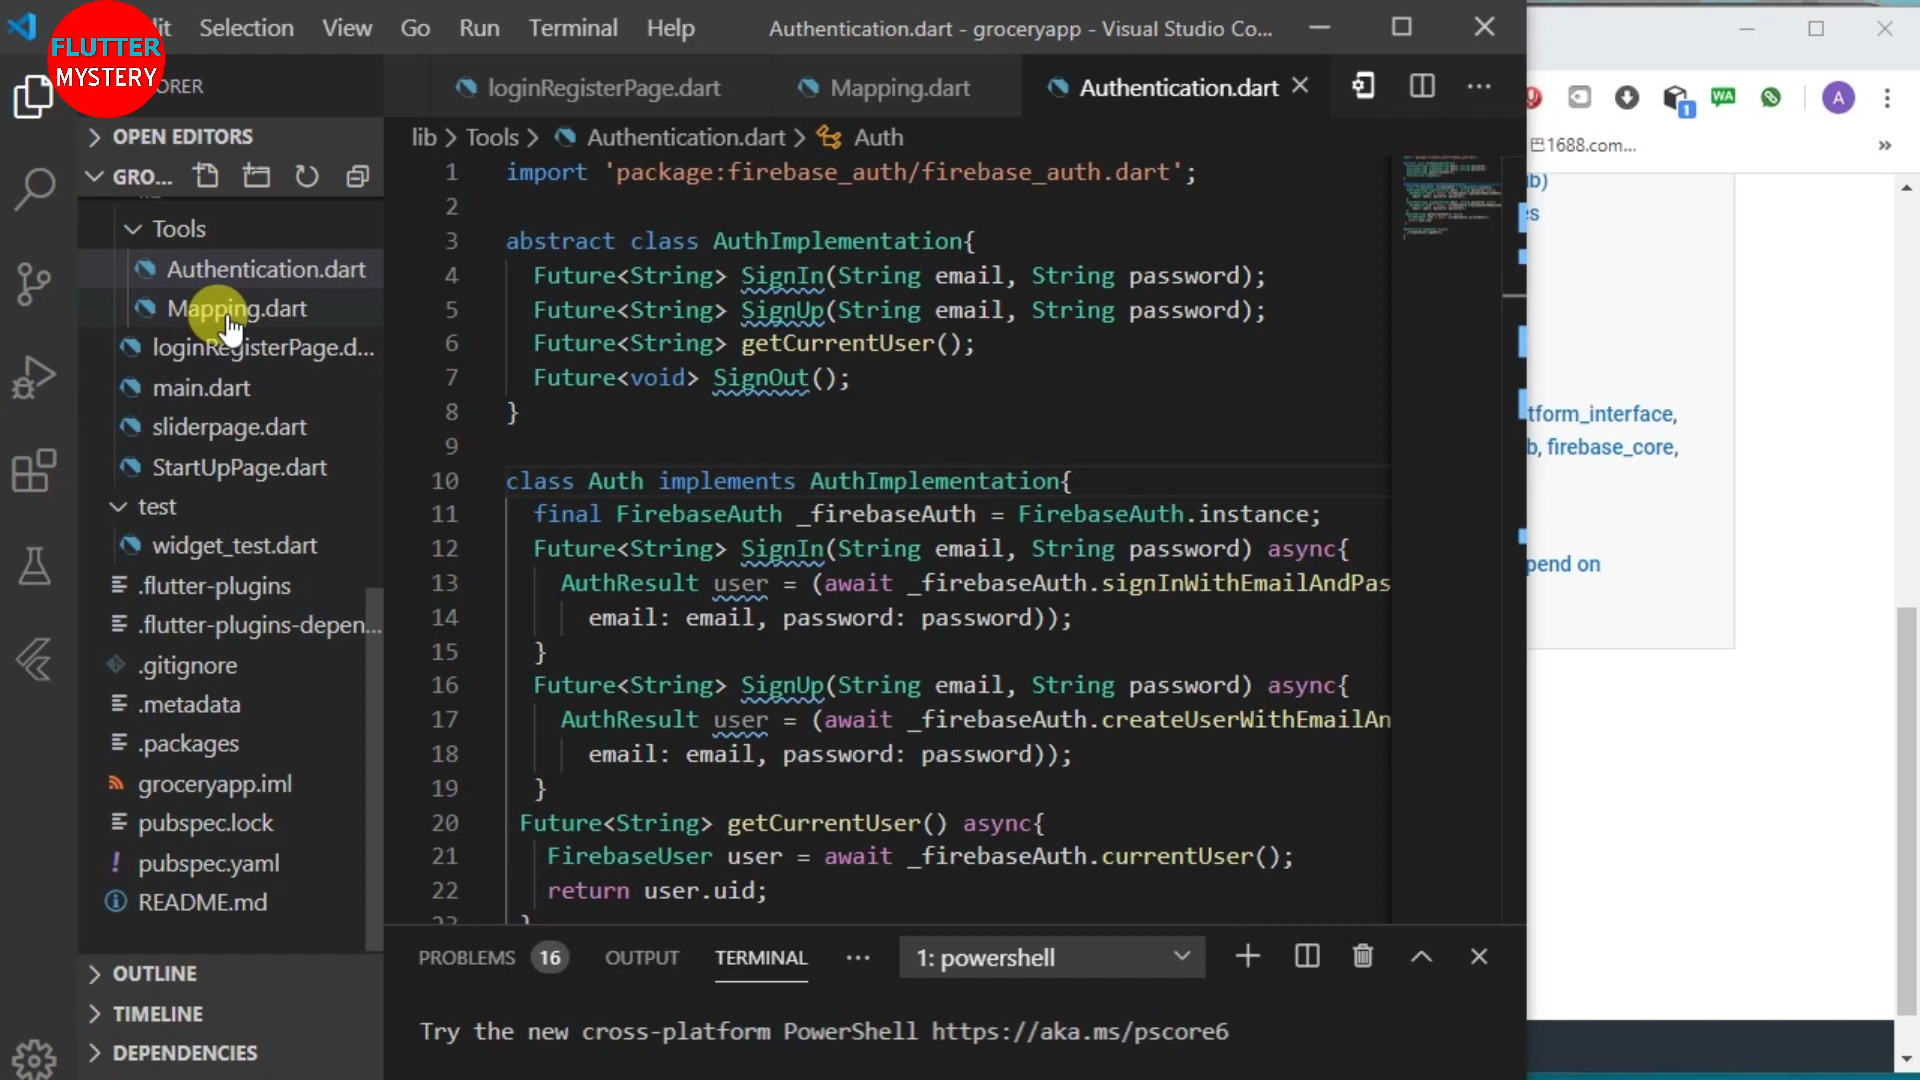 FLUTTER
MYSTERY
Selection View Go Run Terminal Help Authentication.dart - groceryapp - Visual Studio Co...
loginRegisterPage.dart Mapping.dart Authentication.dart
OPEN EDITORS
GRO...
Tools
Authentication.dart
Mapping.dart
loginRegisterPage.d...
main.dart
sliderpage.dart
StartUpPage.dart
test
widget_test.dart
.flutter-plugins
.flutter-plugins-depen...
.gitignore
.metadata
.packages
groceryapp.iml
pubspec.lock
pubspec.yaml
README.md
OUTLINE
TIMELINE
DEPENDENCIES
lib > Tools > Authentication.dart > Auth
1 import 'package:firebase_auth/firebase_auth.dart';
2
3 abstract class AuthImplementation{
4 Future<String> SignIn(String email, String password);
5 Future<String> SignUp(String email, String password);
6 Future<String> getCurrentUser();
7 Future<void> SignOut();
8 }
9
10 class Auth implements AuthImplementation{
11 final FirebaseAuth _firebaseAuth = FirebaseAuth.instance;
12 Future<String> SignIn(String email, String password) async{
13 AuthResult user = (await _firebaseAuth.signInWithEmailAndPas
14 email: email, password: password));
15 }
16 Future<String> SignUp(String email, String password) async{
17 AuthResult user = (await _firebaseAuth.createUserWithEmailAn
18 email: email, password: password));
19 }
20 Future<String> getCurrentUser() async{
21 FirebaseUser user = await _firebaseAuth.currentUser();
22 return user.uid;
PROBLEMS 16 OUTPUT TERMINAL ... 1: powershell
Try the new cross-platform PowerShell https://aka.ms/pscore6
1 WA A
1688.com... »
tform_interface,
b, firebase_core,
pend on